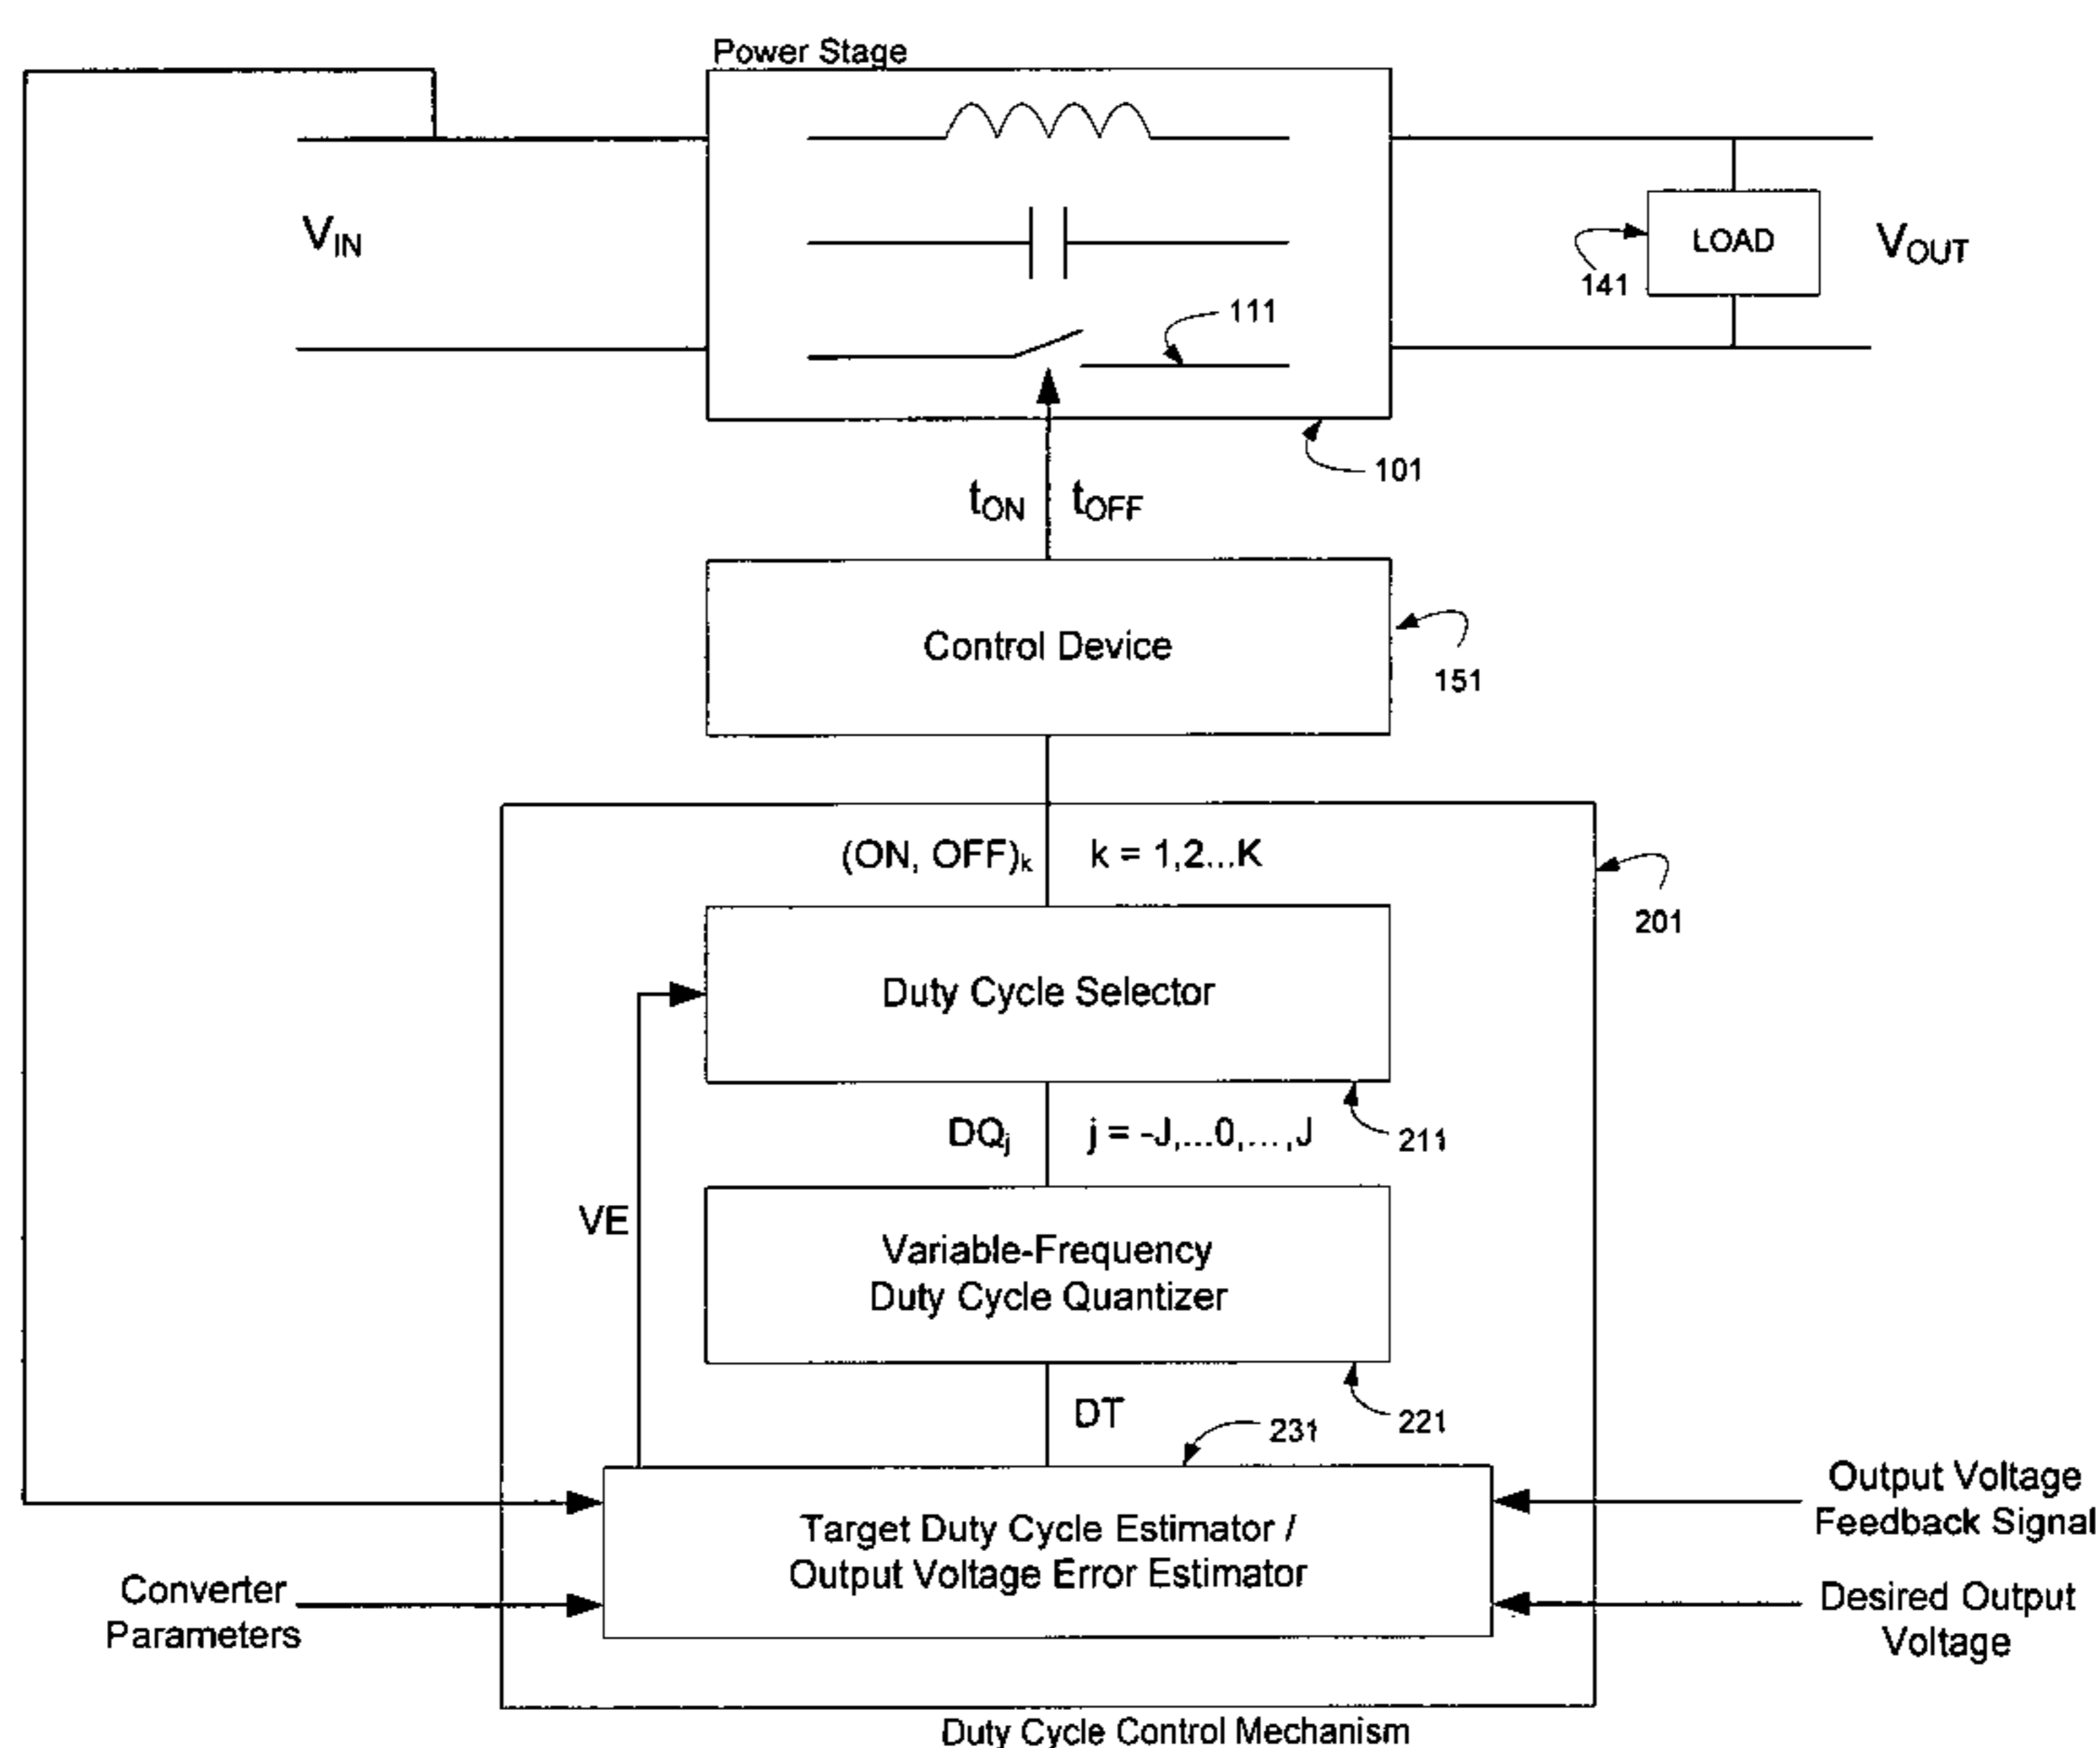 Power Stage
V_IN
LOAD
V_OUT
141
111
101
t_ON t_OFF
Control Device
151
(ON, OFF)_k k = 1,2...K
201
Duty Cycle Selector
DQ_j j = -J,...0,...,J
211
VE
Variable-Frequency
Duty Cycle Quantizer
DT
221
231
Target Duty Cycle Estimator /
Output Voltage Error Estimator
Output Voltage
Feedback Signal
Converter
Parameters
Desired Output
Voltage
Duty Cycle Control Mechanism